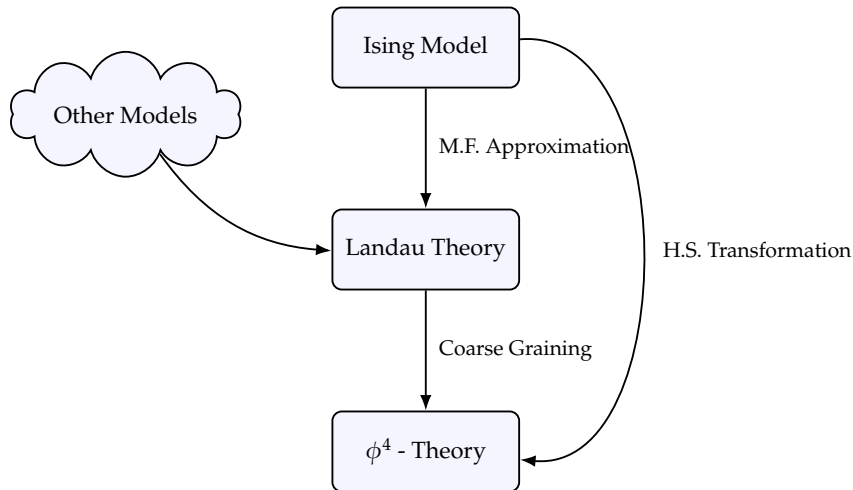 Ising Model
Other Models
M.F. Approximation
Landau Theory
H.S. Transformation
Coarse Graining
ϕ⁴ - Theory